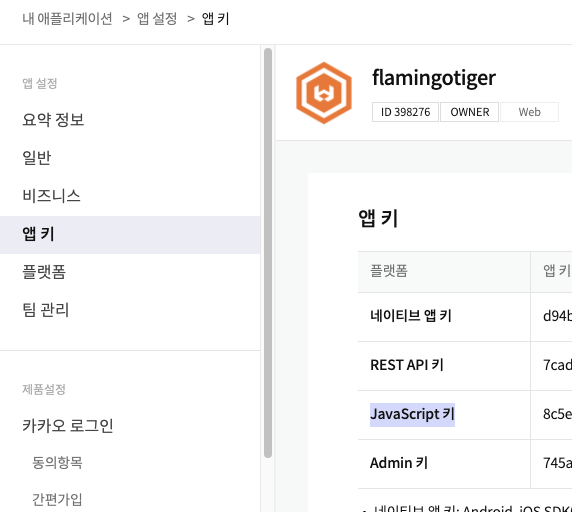 내 애플리케이션 > 앱 설정 > 앱 키
앱 설정
요약 정보
일반
비즈니스
앱 키
플랫폼
팀 관리
제품설정
카카오 로그인
동의항목
간편가입
flamingotiger
ID 398276 OWNER Web
앱 키
플랫폼 앱 키
네이티브 앱 키 d94b
REST API 키 7cad
JavaScript 키 8c5e
Admin 키 745a
• 네이티브 앱 키: Android, iOS SDK